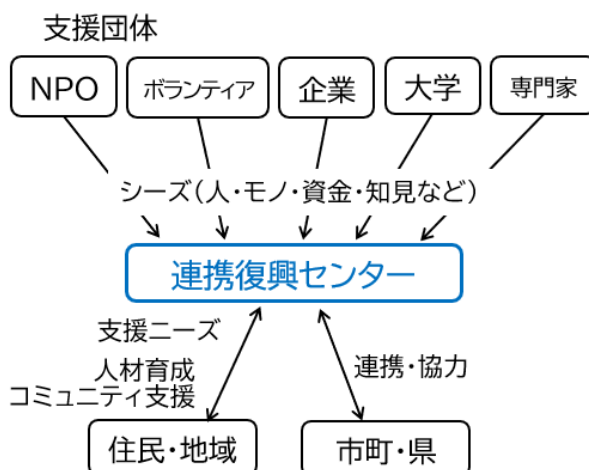 支援団体
NPO
ボランティア
企業
大学
専門家
シーズ(人・モノ・資金・知見など)
連携復興センター
支援ニーズ
人材育成
コミュニティ支援
連携・協力
住民・地域
市町・県